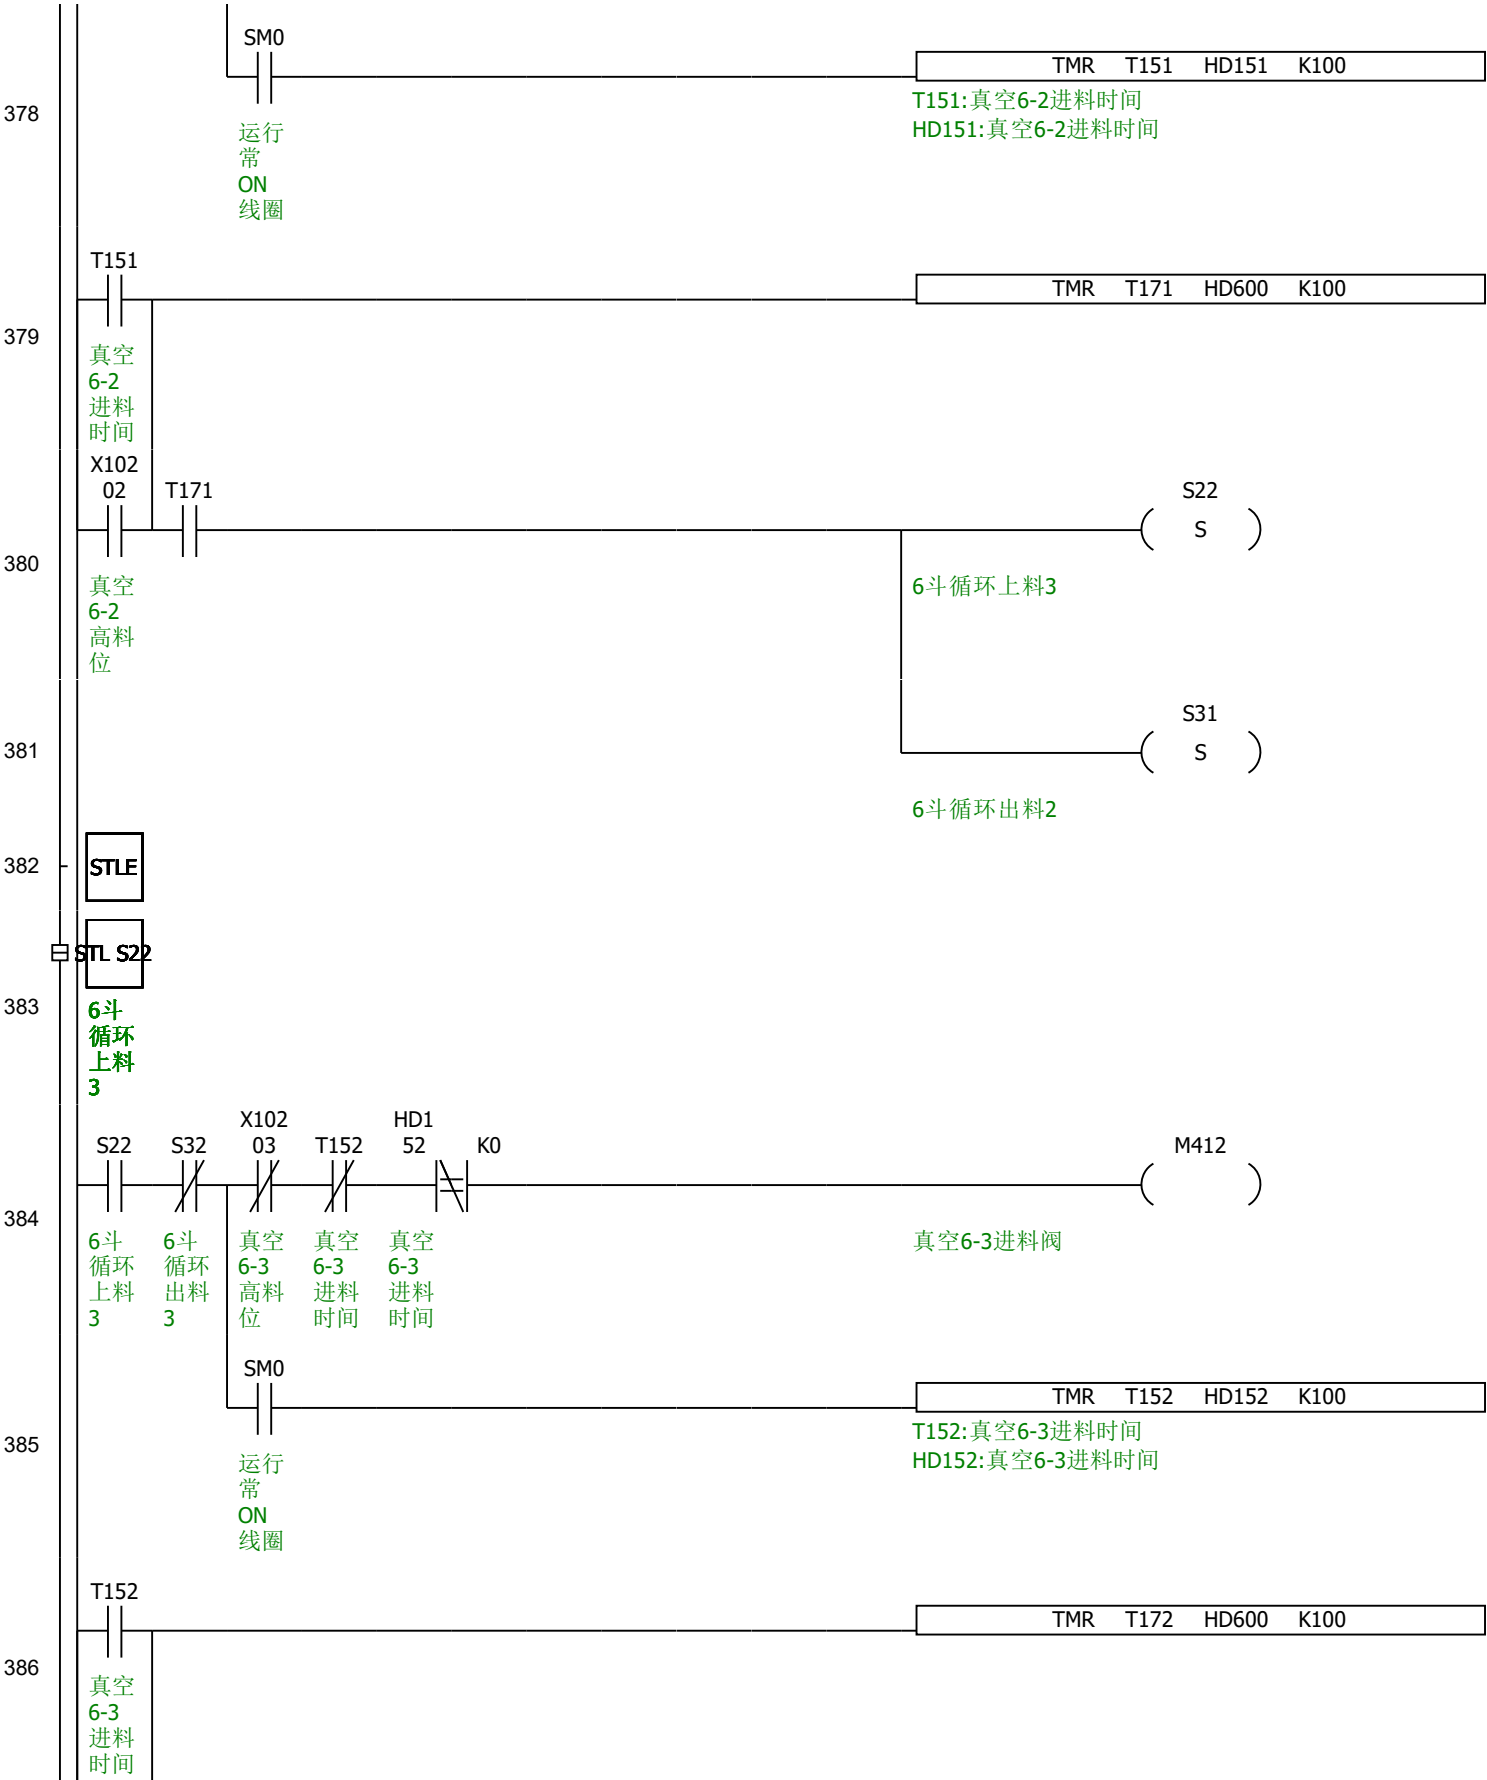 SM0
TMR T151 HD151 K100
378
T151:真空6-2进料时间
HD151:真空6-2进料时间
运行
常
ON
线圈
T151
TMR T171 HD600 K100
379
真空
6-2
进料
时间
X102
02 T171
S22
S
380
真空
6-2
高料
位
6斗循环上料3
S31
S
381
6斗循环出料2
382
STLE
STL S22
383
6斗
循环
上料
3
S22 S32 X102
03 T152 HD1
52 K0
M412
384
6斗
循环
上料
3
6斗
循环
出料
3
真空
6-3
高料
位
真空
6-3
进料
时间
真空
6-3
进料
时间
真空6-3进料阀
SM0
TMR T152 HD152 K100
385
T152:真空6-3进料时间
HD152:真空6-3进料时间
运行
常
ON
线圈
T152
TMR T172 HD600 K100
386
真空
6-3
进料
时间